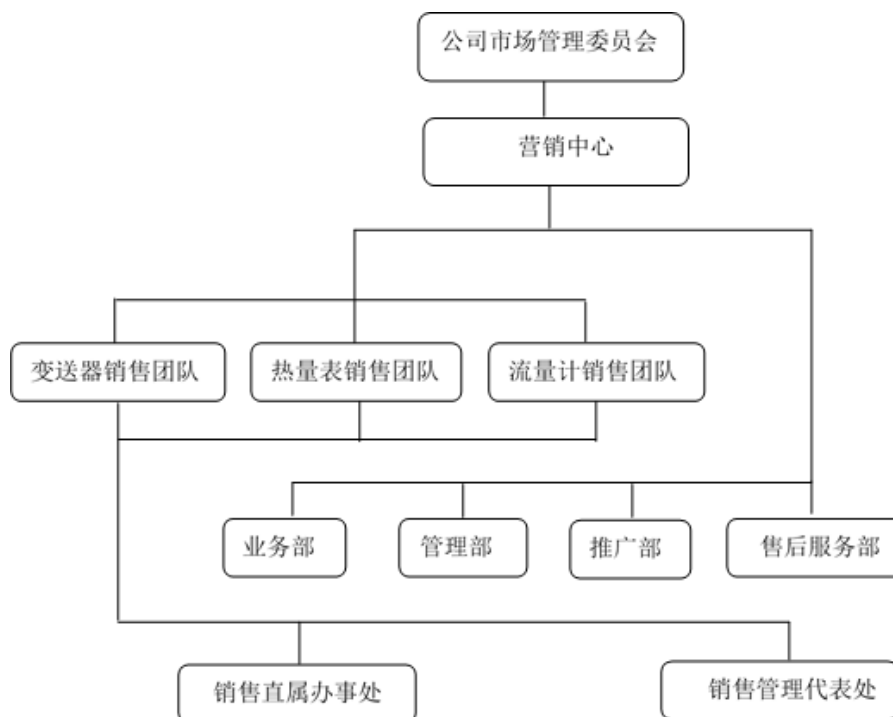 公司市场管理委员会
营销中心
变送器销售团队
热量表销售团队
流量计销售团队
业务部
管理部
推广部
售后服务部
销售直属办事处
销售管理代表处